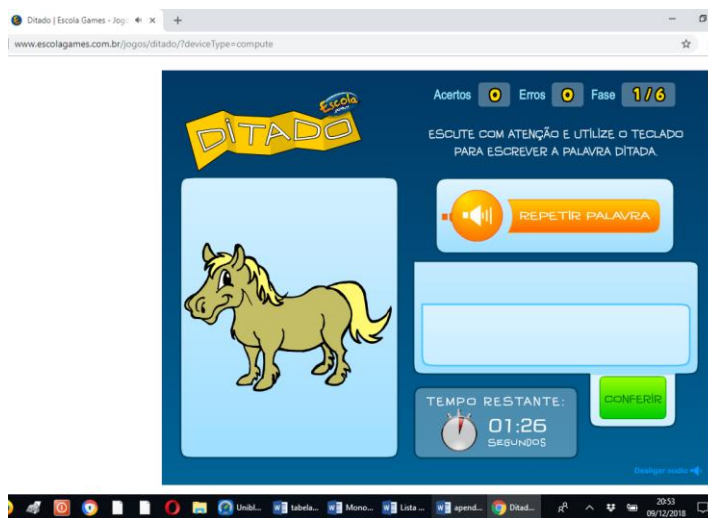 Ditado | Escola Games - Jog
www.escolagames.com.br/jogos/ditado/?deviceType=compute
Escola
DITADO
Acertos 0 Erros 0 Fase 1/6
ESCUTE COM ATENÇÃO E UTILIZE O TECLADO
PARA ESCREVER A PALAVRA DITADA.
REPETIR PALAVRA
TEMPO RESTANTE:
01:26
SEGUNDOS
CONFERIR
Desligar áudio
Unibl... tabela... Mono... Lista ... apend... Ditad...
20:53
09/12/2018